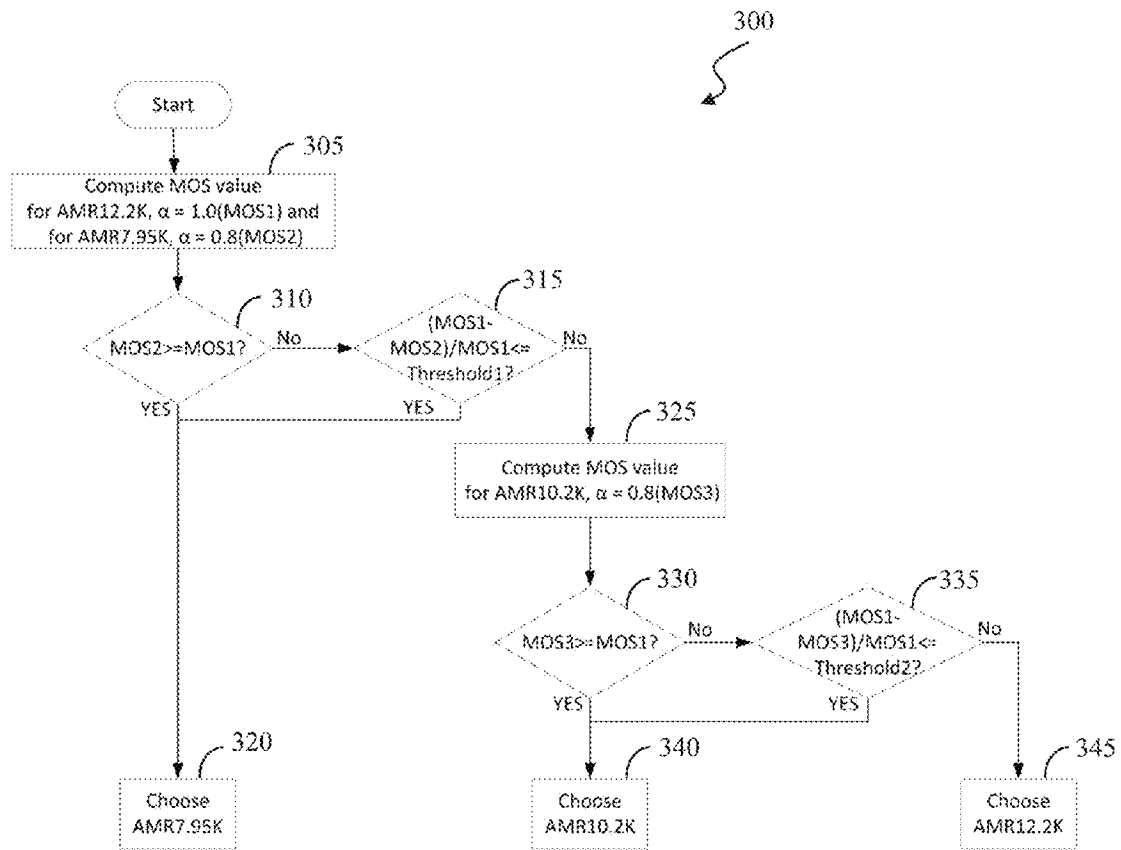 300
Start
305
Compute MOS value
for AMR12.2K, α = 1.0(MOS1) and
for AMR7.95K, α = 0.8(MOS2)
310
MOS2>=MOS1?
No
YES
315
(MOS1-
MOS2)/MOS1<=
Threshold1?
No
YES
325
Compute MOS value
for AMR10.2K, α = 0.8(MOS3)
330
MOS3>=MOS1?
No
YES
335
(MOS1-
MOS3)/MOS1<=
Threshold2?
No
YES
320
Choose
AMR7.95K
340
Choose
AMR10.2K
345
Choose
AMR12.2K